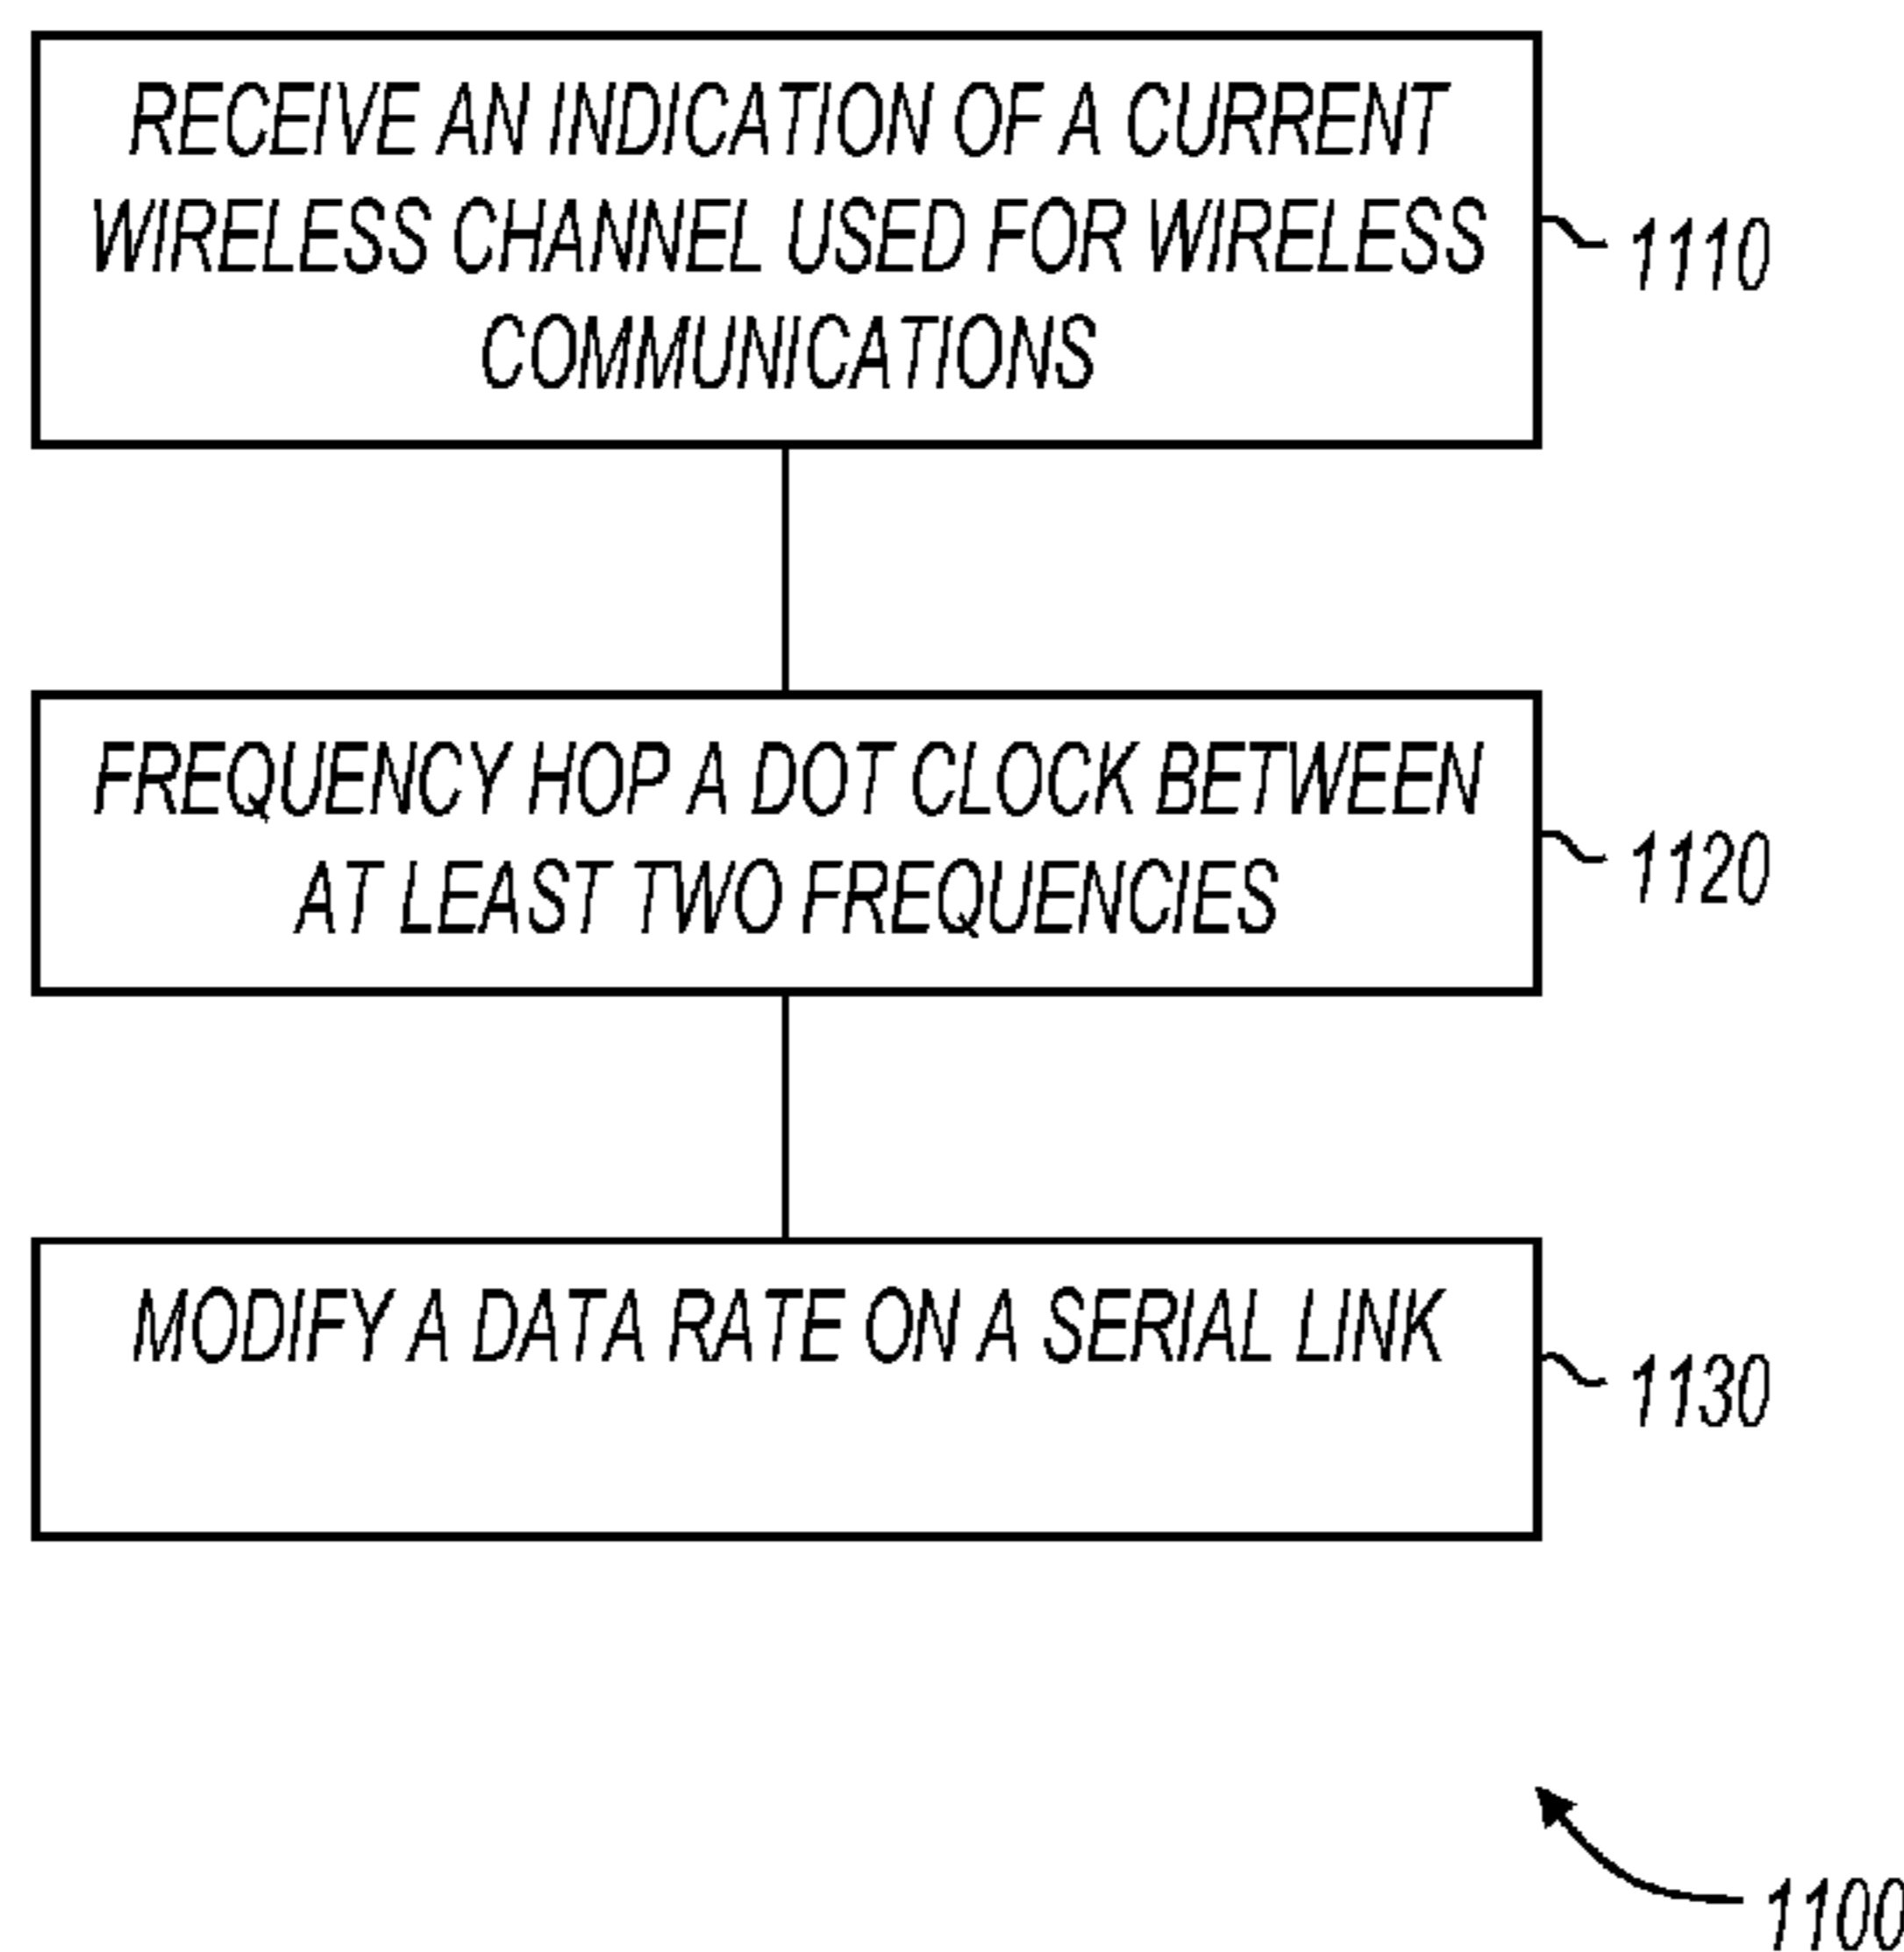 RECEIVE AN INDICATION OF A CURRENT
WIRELESS CHANNEL USED FOR WIRELESS
COMMUNICATIONS
1110
FREQUENCY HOP A DOT CLOCK BETWEEN
AT LEAST TWO FREQUENCIES
1120
MODIFY A DATA RATE ON A SERIAL LINK
1130
1100